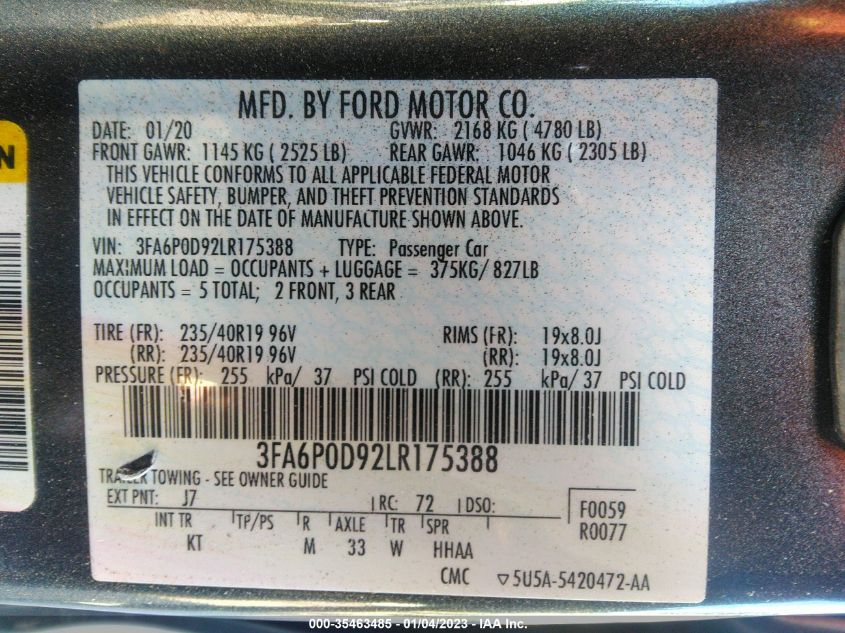 N
MFD. BY FORD MOTOR CO.
DATE: 01/20 GVWR: 2168 KG ( 4780 LB)
FRONT GAWR: 1145 KG ( 2525 LB) REAR GAWR: 1046 KG ( 2305 LB)
THIS VEHICLE CONFORMS TO ALL APPLICABLE FEDERAL MOTOR
VEHICLE SAFETY, BUMPER, AND THEFT PREVENTION STANDARDS
IN EFFECT ON THE DATE OF MANUFACTURE SHOWN ABOVE.
VIN: 3FA6P0D92LR175388 TYPE: Passenger Car
MAXIMUM LOAD = OCCUPANTS + LUGGAGE = 375KG/ 827LB
OCCUPANTS = 5 TOTAL; 2 FRONT, 3 REAR
TIRE (FR): 235/40R19 96V RIMS (FR): 19x8.0J
(RR): 235/40R19 96V (RR): 19x8.0J
PRESSURE (FR): 255 kPa/ 37 PSI COLD (RR): 255 kPa/ 37 PSI COLD
3FA6P0D92LR175388
TRAILER TOWING - SEE OWNER GUIDE
EXT PNT: J7 RC: 72 DSO: F0059
INT TR TP/PS R AXLE TR SPR R0077
KT M 33 W HHAA
CMC ▽5U5A-5420472-AA
000-35463485 - 01/04/2023 - IAA Inc.